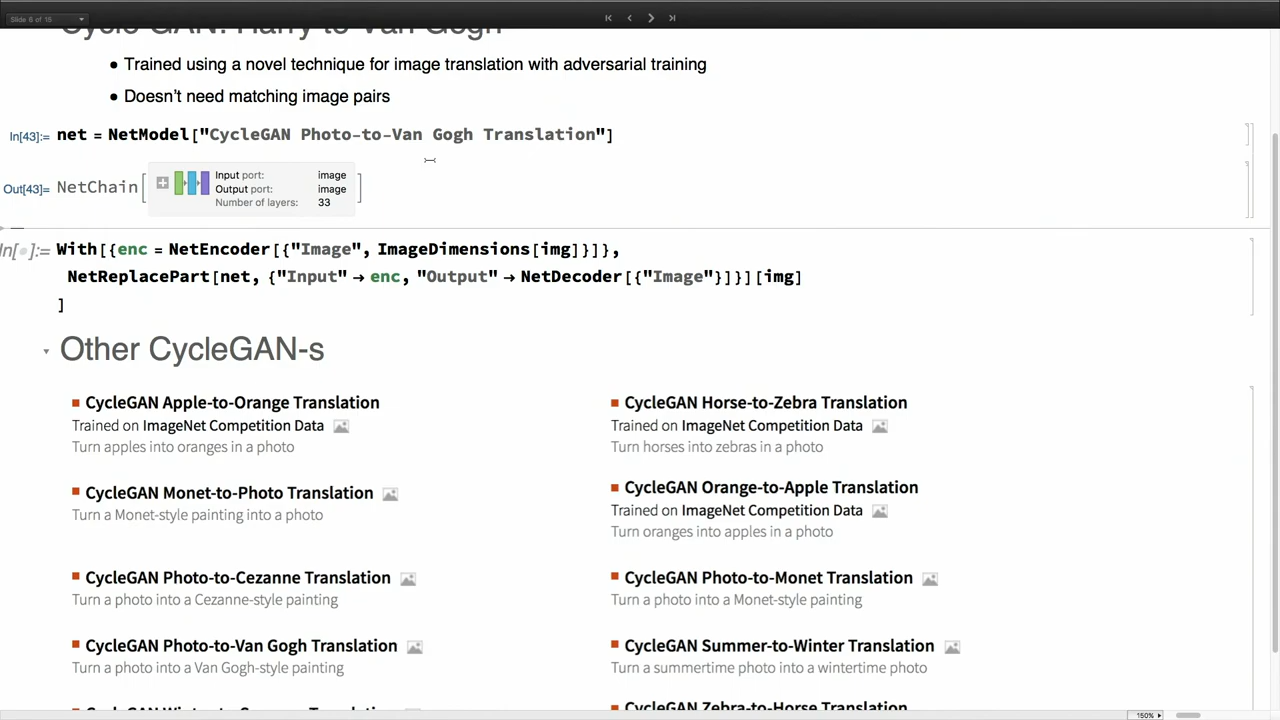 Slide 6 of 15
Cycle GAN: Harry to Van Gogh
● Trained using a novel technique for image translation with adversarial training
● Doesn't need matching image pairs
In[43]:= net = NetModel["CycleGAN Photo-to-Van Gogh Translation"]
Out[43]= NetChain[
Input port: image
Output port: image
Number of layers: 33
]
In[●]:= With[{enc = NetEncoder[{"Image", ImageDimensions[img]}]},
NetReplacePart[net, {"Input" → enc, "Output" → NetDecoder[{"Image"}]}][img]
]
Other CycleGAN-s
CycleGAN Apple-to-Orange Translation
Trained on ImageNet Competition Data
Turn apples into oranges in a photo
CycleGAN Horse-to-Zebra Translation
Trained on ImageNet Competition Data
Turn horses into zebras in a photo
CycleGAN Monet-to-Photo Translation
Turn a Monet-style painting into a photo
CycleGAN Orange-to-Apple Translation
Trained on ImageNet Competition Data
Turn oranges into apples in a photo
CycleGAN Photo-to-Cezanne Translation
Turn a photo into a Cezanne-style painting
CycleGAN Photo-to-Monet Translation
Turn a photo into a Monet-style painting
CycleGAN Photo-to-Van Gogh Translation
Turn a photo into a Van Gogh-style painting
CycleGAN Summer-to-Winter Translation
Turn a summertime photo into a wintertime photo
CycleGAN Zebra-to-Horse Translation
150%